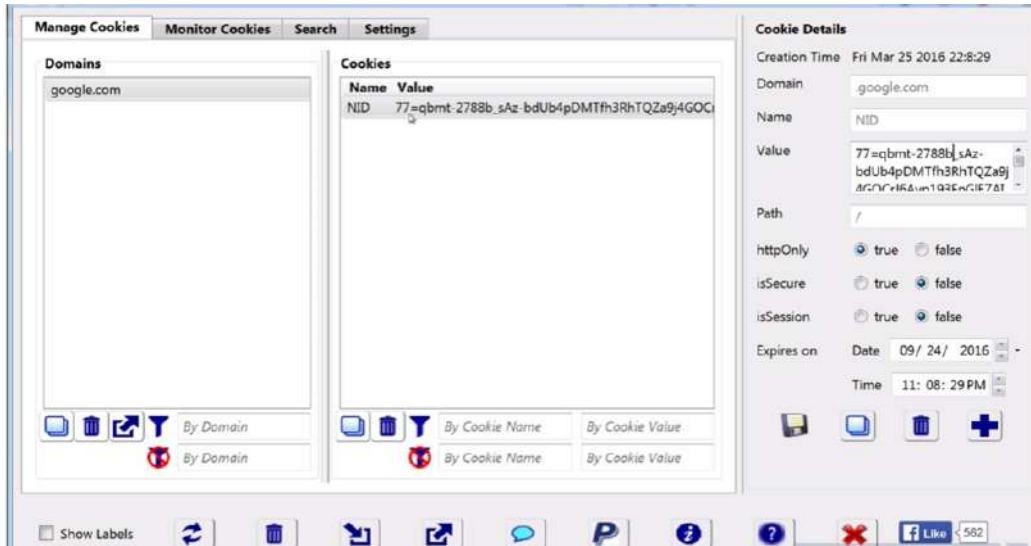 Manage Cookies Monitor Cookies Search Settings
Domains
google.com
By Domain
By Domain
Cookies
Name Value
NID 77=qbmt-2788b_sAz-bdUb4pDMTfh3RhTQZa9j4GOCr
By Cookie Name By Cookie Value
By Cookie Name By Cookie Value
Cookie Details
Creation Time Fri Mar 25 2016 22:8:29
Domain .google.com
Name NID
Value 77=qbmt-2788b_sAz-
bdUb4pDMTfh3RhTQZa9j
Path /
httpOnly true false
isSecure true false
isSession true false
Expires on Date 09/ 24/ 2016
Time 11: 08: 29 PM
Show Labels
Like 582